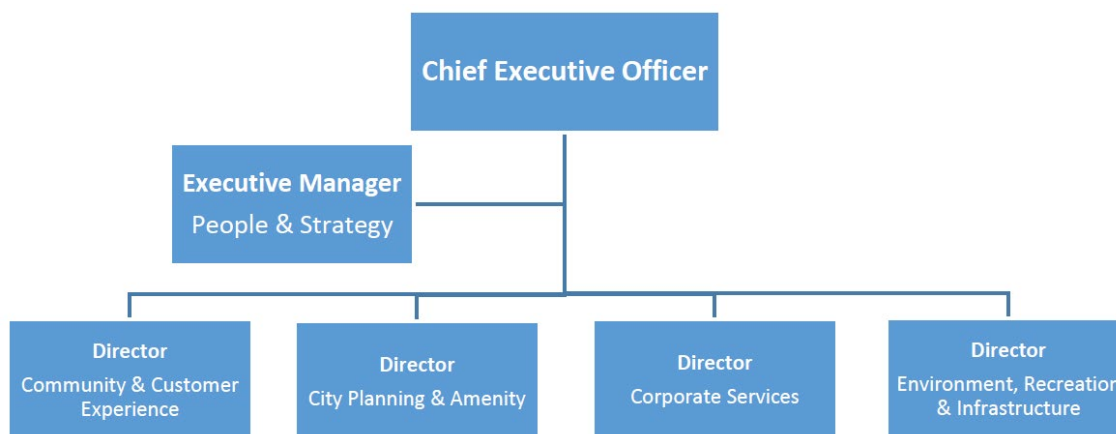 Chief Executive Officer
Executive Manager
People & Strategy
Director
Community & Customer
Experience
Director
City Planning & Amenity
Director
Corporate Services
Director
Environment, Recreation
& Infrastructure